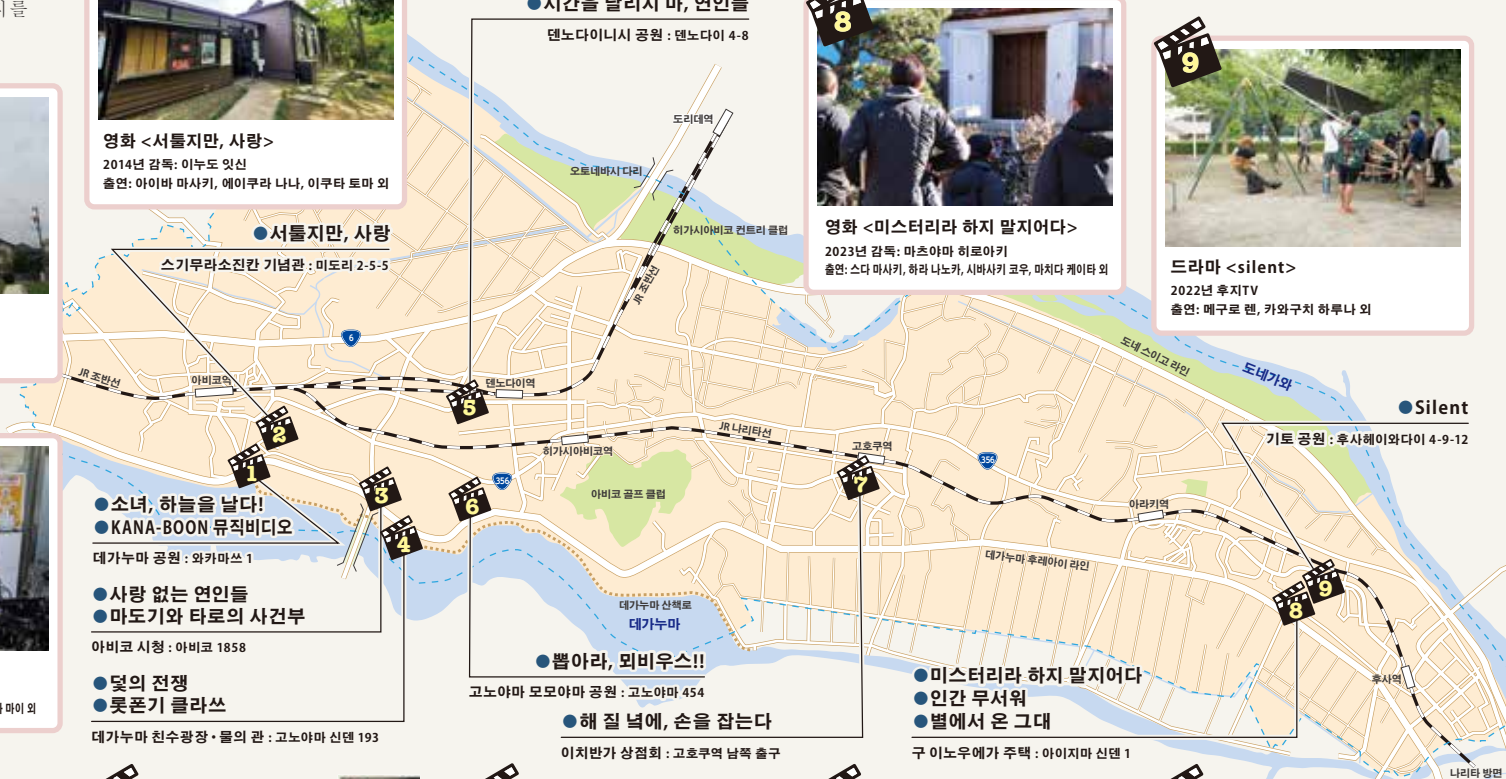 를
●시간을 달리지 마, 연인들
덴노다이니시 공원 : 덴노다이 4-8
영화 <서툴지만, 사랑>
2014년 감독: 이누도 잇신
출연: 아이바 마사키, 에이쿠라 나나, 이쿠타 토마 외
8
영화 <미스터리라 하지 말지어다>
2023년 감독: 마츠야마 히로아키
출연: 스다 마사키, 하라 나노카, 시바사키 코우, 마치다 케이타 외
9
드라마 <silent>
2022년 후지TV
출연: 메구로 렌, 카와구치 하루나 외
●서툴지만, 사랑
스기무라소진칸 기념관 : 미도리 2-5-5
도리데역
오토네바시 다리
히가시아비코 컨트리 클럽
JR 조반선
6
도네 스이고 라인
도네가와
JR 조반선
아비코역
덴노다이역
5
2
1
3
4
6
356
히가시아비코역
아비코 골프 클럽
JR 나리타선
고호쿠역
7
356
아라키역
데가누마 후레아이 라인
●Silent
기토 공원 : 후사헤이와다이 4-9-12
8
9
후사역
나리타 방면
데가누마 산책로
데가누마
●소녀, 하늘을 날다!
●KANA-BOON 뮤직비디오
데가누마 공원 : 와카마쓰 1
●사랑 없는 연인들
●마도기와 타로의 사건부
아비코 시청 : 아비코 1858
●덫의 전쟁
●롯폰기 클라쓰
데가누마 친수광장・물의 관 : 고노야마 신덴 193
●뽑아라, 뫼비우스!!
고노야마 모모야마 공원 : 고노야마 454
●해 질 녘에, 손을 잡는다
이치반가 상점회 : 고호쿠역 남쪽 출구
●미스터리라 하지 말지어다
●인간 무서워
●별에서 온 그대
구 이노우에가 주택 : 아이지마 신덴 1
마이 외